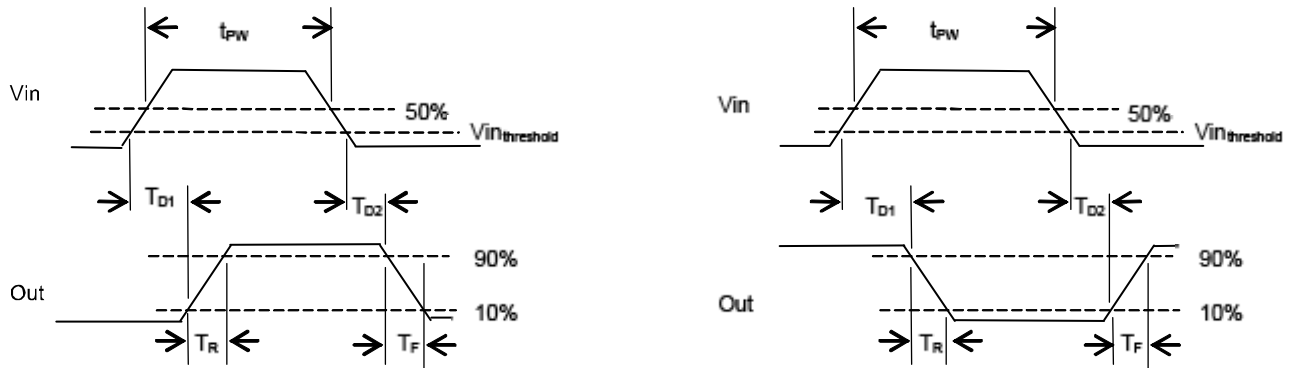 tPW
Vin
50%
Vinthreshold
TD1
TD2
90%
Out
10%
TR
TF
tPW
Vin
50%
Vinthreshold
TD1
TD2
90%
Out
10%
TR
TF